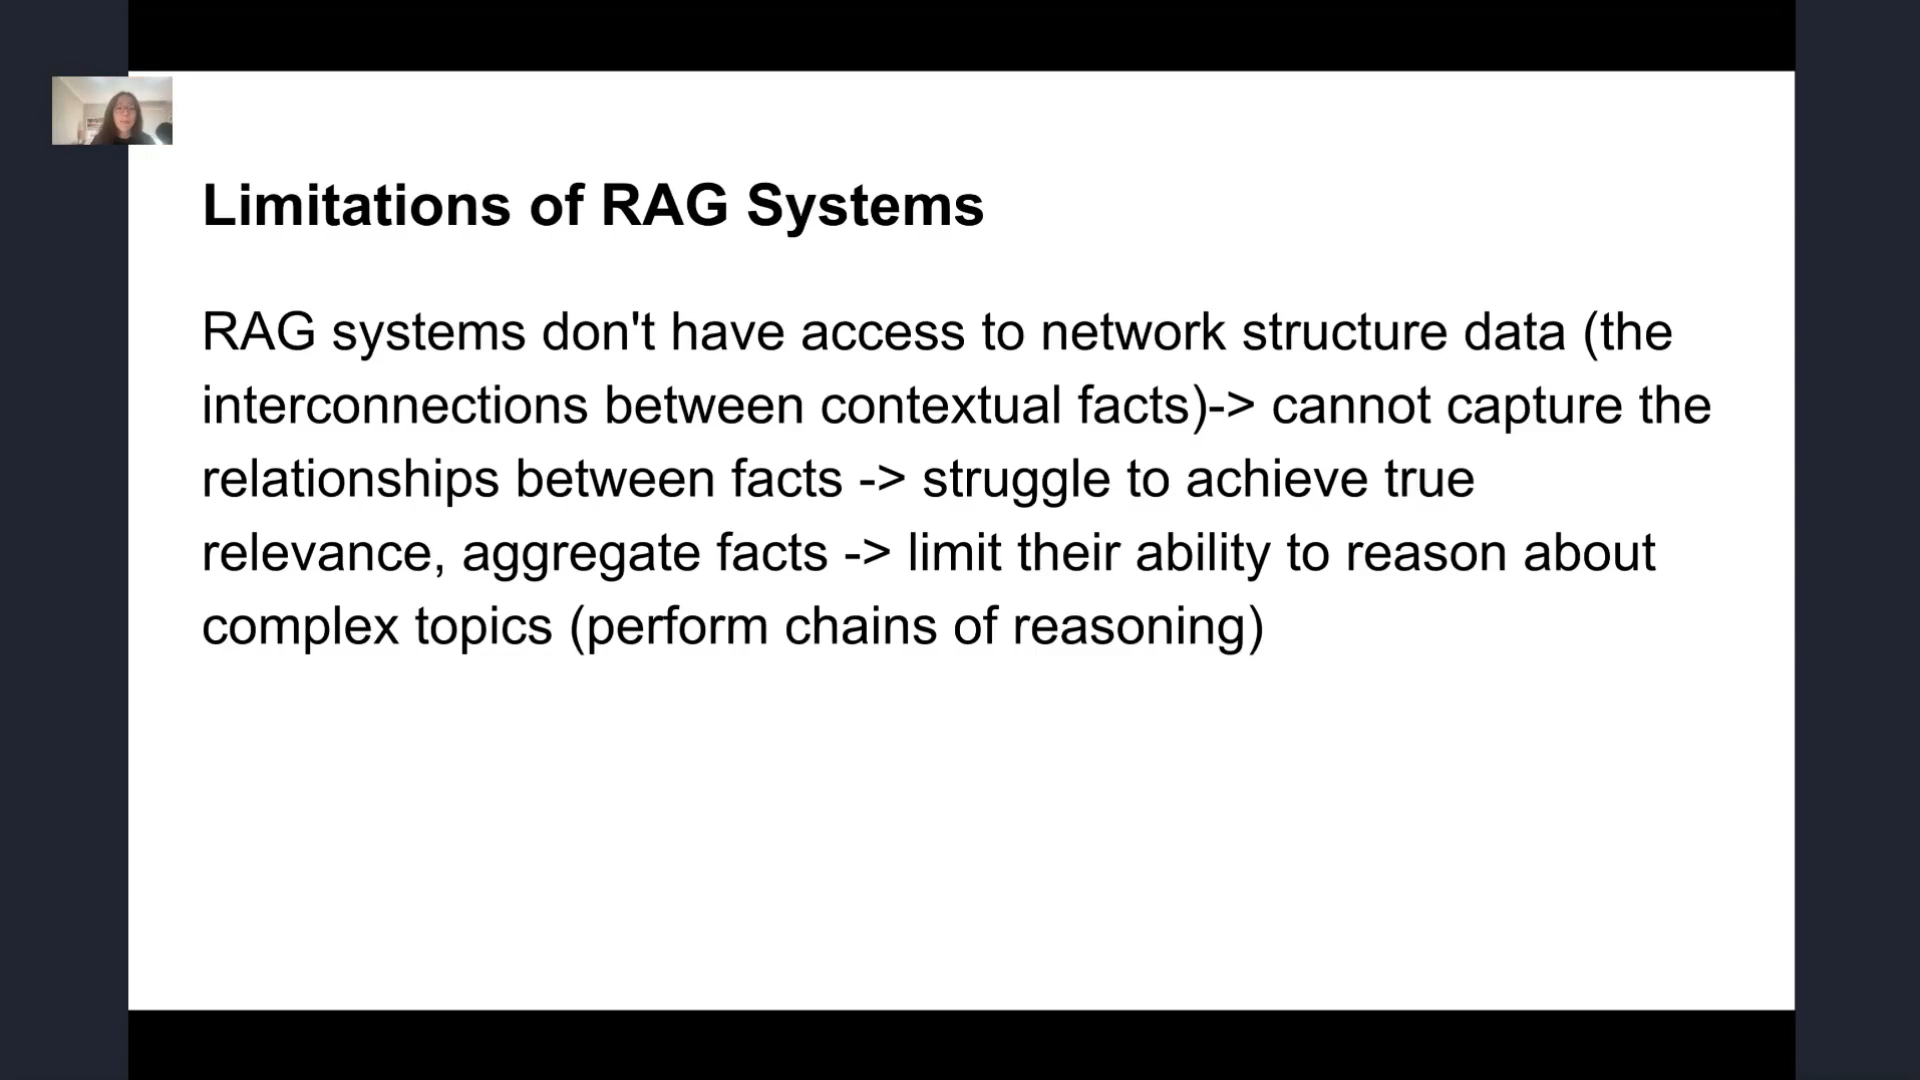 Limitations of RAG Systems
RAG systems don't have access to network structure data (the
interconnections between contextual facts)-> cannot capture the
relationships between facts -> struggle to achieve true
relevance, aggregate facts -> limit their ability to reason about
complex topics (perform chains of reasoning)